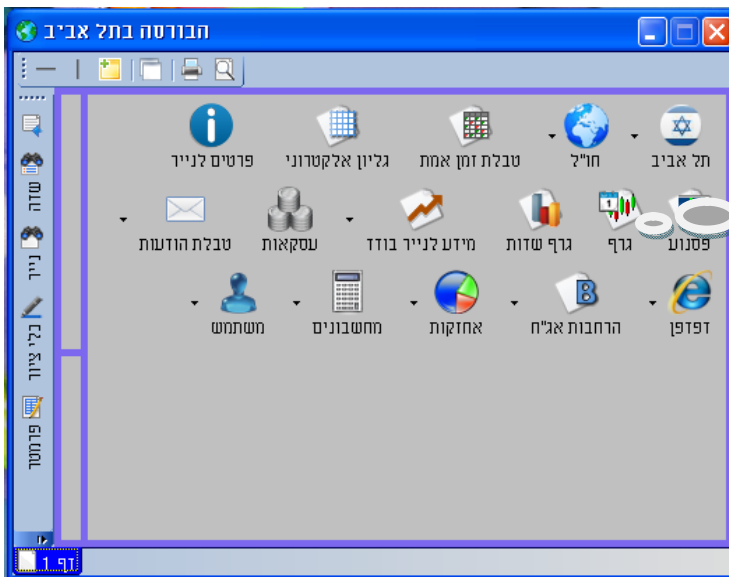 הבורסה בתל אביב
תל אביב
חו"ל
טבלת זמן אמת
גליון אלקטרוני
פרטים לנייר
פסנוע
גרף
1
גרף שדות
מידע לנייר בודד
עסקאות
טבלת הודעות
דפדפן
B
הרחבות אג"ח
אחזקות
מחשבונים
משתמש
שדה
נייר
כלי ציור
פרמטר
דף 1